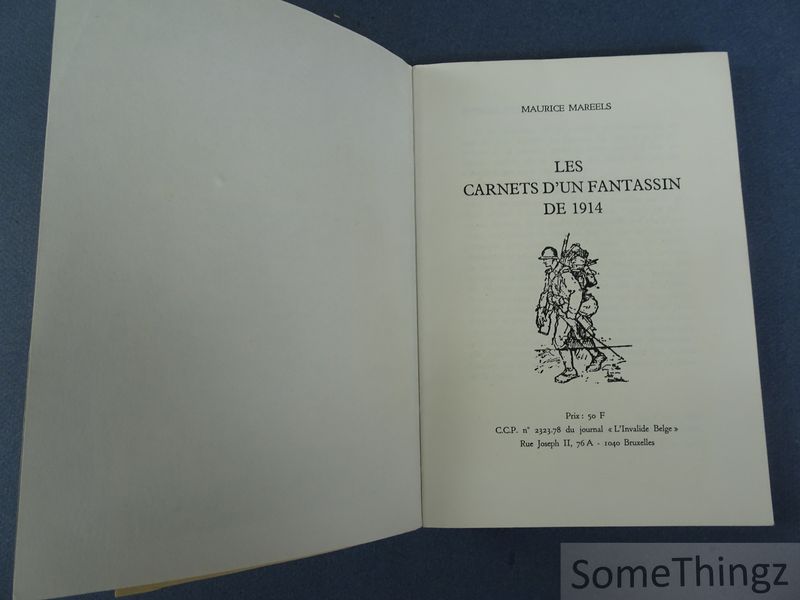 MAURICE MAREELS
LES
CARNETS D'UN FANTASSIN
DE 1914
Prix : 50 F
C.C.P. n° 2323.78 du journal « L'Invalide Belge »
Rue Joseph II, 76 A - 1040 Bruxelles
SomeThingz